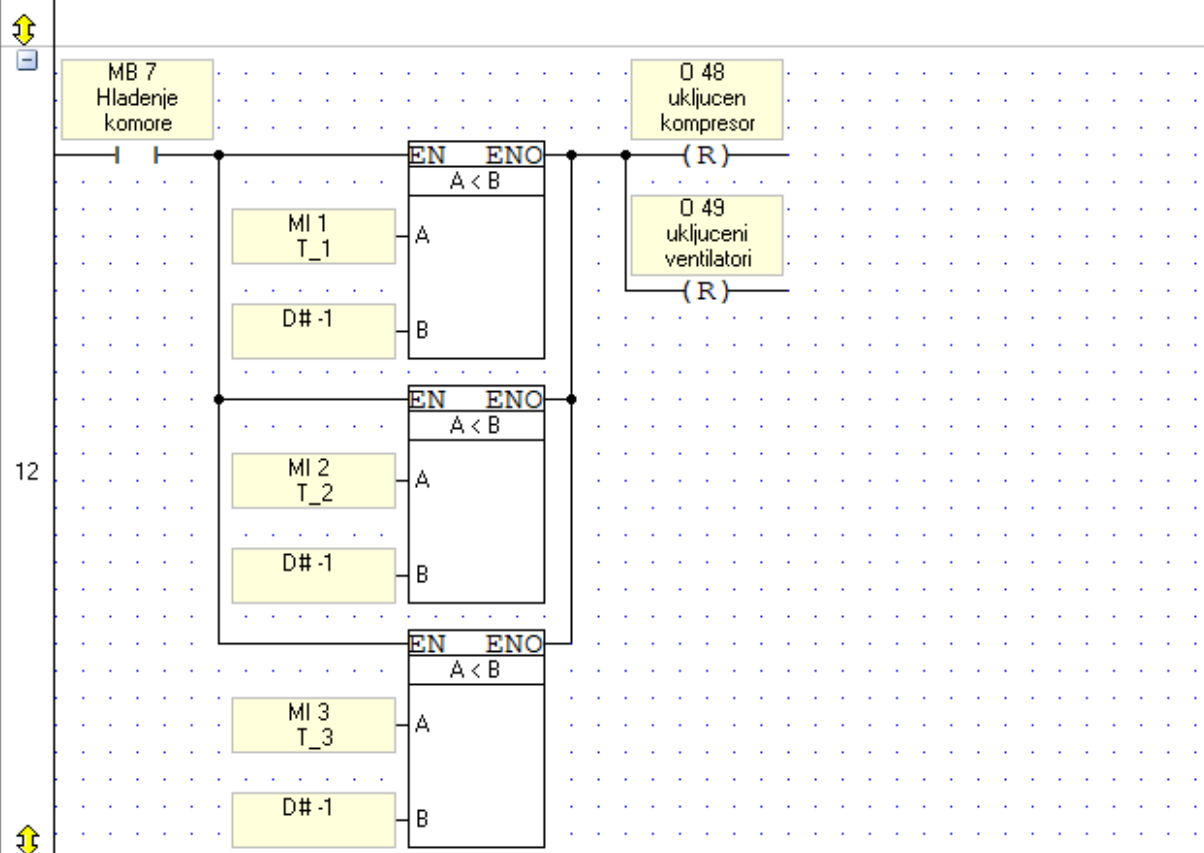 MB 7
Hladenje
komore
O 48
ukljucen
kompresor
EN ENO
(R)
A < B
MI 1
T_1
A
O 49
ukljuceni
ventilatori
(R)
D# -1
B
EN ENO
A < B
12
MI 2
T_2
A
D# -1
B
EN ENO
A < B
MI 3
T_3
A
D# -1
B